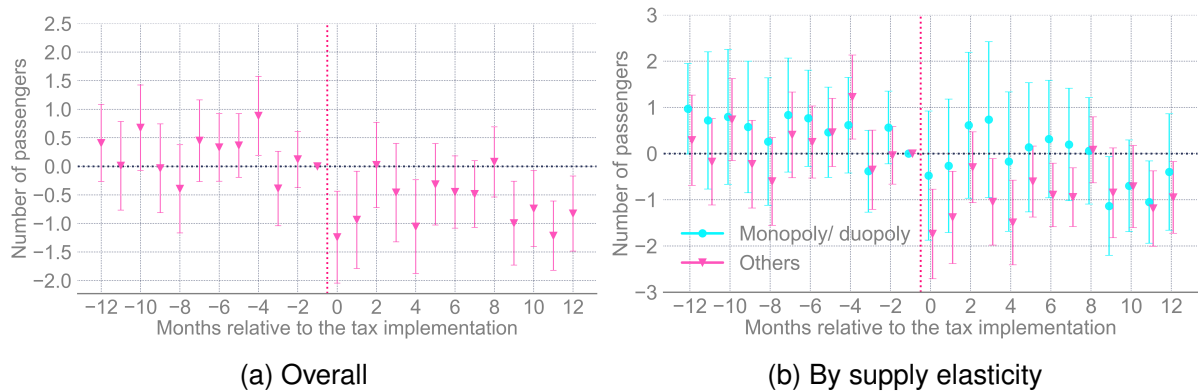 2.5
2.0
1.5
1.0
0.5
0.0
−0.5
−1.0
−1.5
−2.0
Number of passengers
−12 −10 −8 −6 −4 −2 0 2 4 6 8 10 12
Months relative to the tax implementation
(a) Overall
3
2
1
0
−1
−2
−3
Number of passengers
Monopoly/ duopoly
Others
−12 −10 −8 −6 −4 −2 0 2 4 6 8 10 12
Months relative to the tax implementation
(b) By supply elasticity